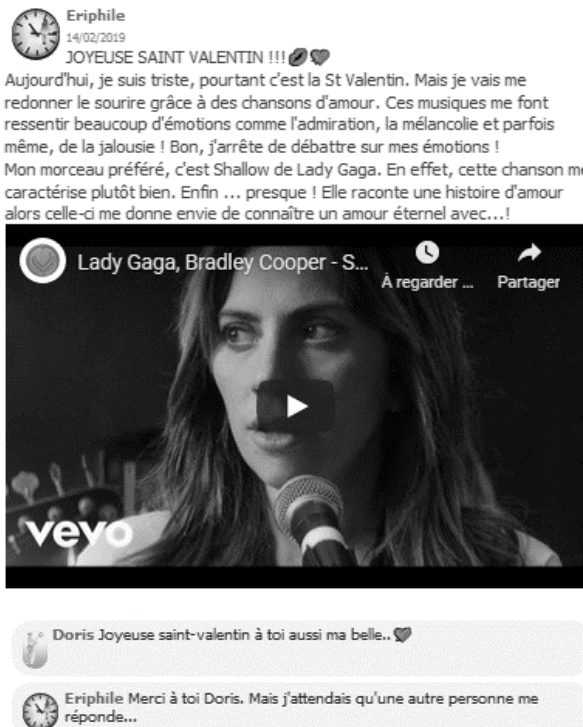 Eriphile
14/02/2019
JOYEUSE SAINT VALENTIN !!!
Aujourd'hui, je suis triste, pourtant c'est la St Valentin. Mais je vais me
redonner le sourire grâce à des chansons d'amour. Ces musiques me font
ressentir beaucoup d'émotions comme l'admiration, la mélancolie et parfois
même, de la jalousie ! Bon, j'arrête de débattre sur mes émotions !
Mon morceau préféré, c'est Shallow de Lady Gaga. En effet, cette chanson me
caractérise plutôt bien. Enfin ... presque ! Elle raconte une histoire d'amour
alors celle-ci me donne envie de connaître un amour éternel avec...!
Lady Gaga, Bradley Cooper - S...
À regarder ...
Partager
vevo
Doris Joyeuse saint-valentin à toi aussi ma belle..
Eriphile Merci à toi Doris. Mais j'attendais qu'une autre personne me
réponde...